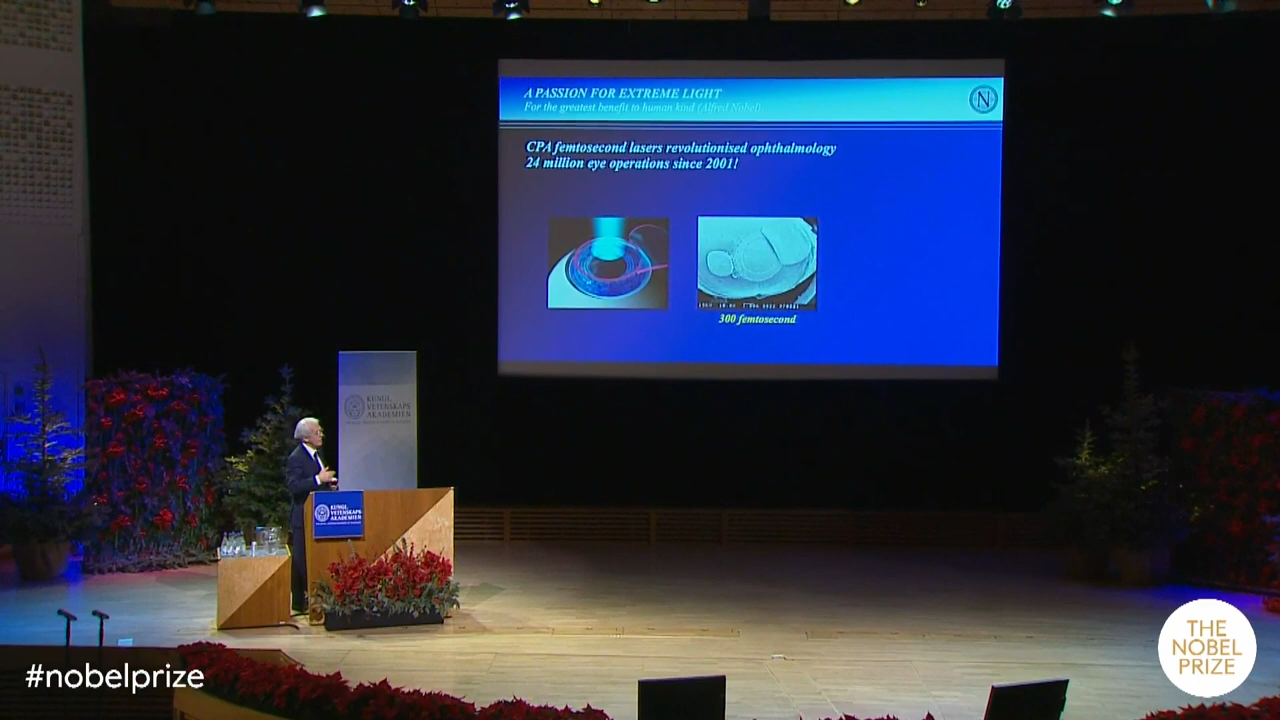 A PASSION FOR EXTREME LIGHT
For the greatest benefit to human kind (Alfred Nobel)
N
CPA femtosecond lasers revolutionised ophthalmology
24 million eye operations since 2001!
300 femtosecond
KUNGL.
VETENSKAPS
AKADEMIEN
KUNGL.
VETENSKAPS
AKADEMIEN
#nobelprize
THE
NOBEL
PRIZE